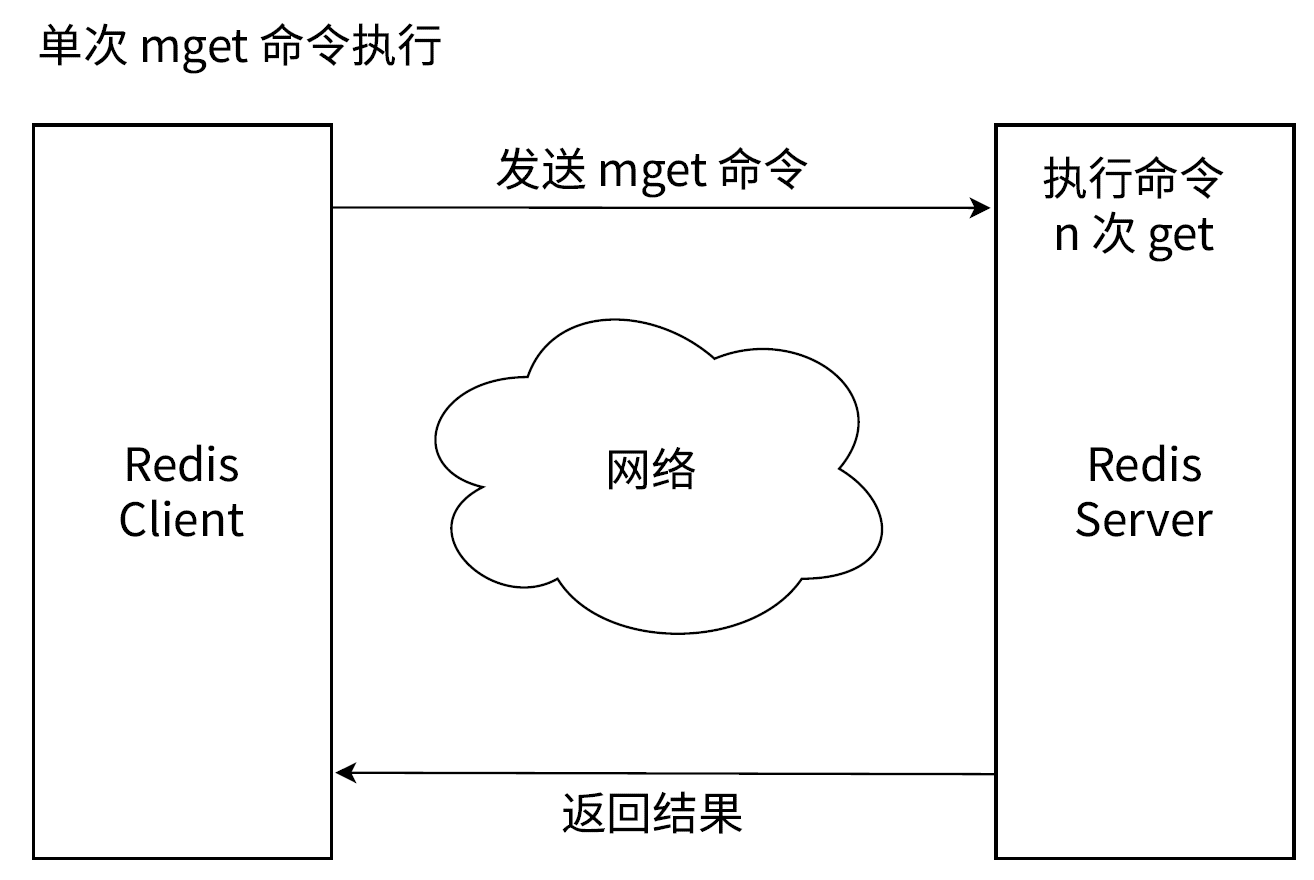 单次 mget 命令执行
发送 mget 命令
执行命令
n 次 get
网络
Redis
Client
Redis
Server
返回结果